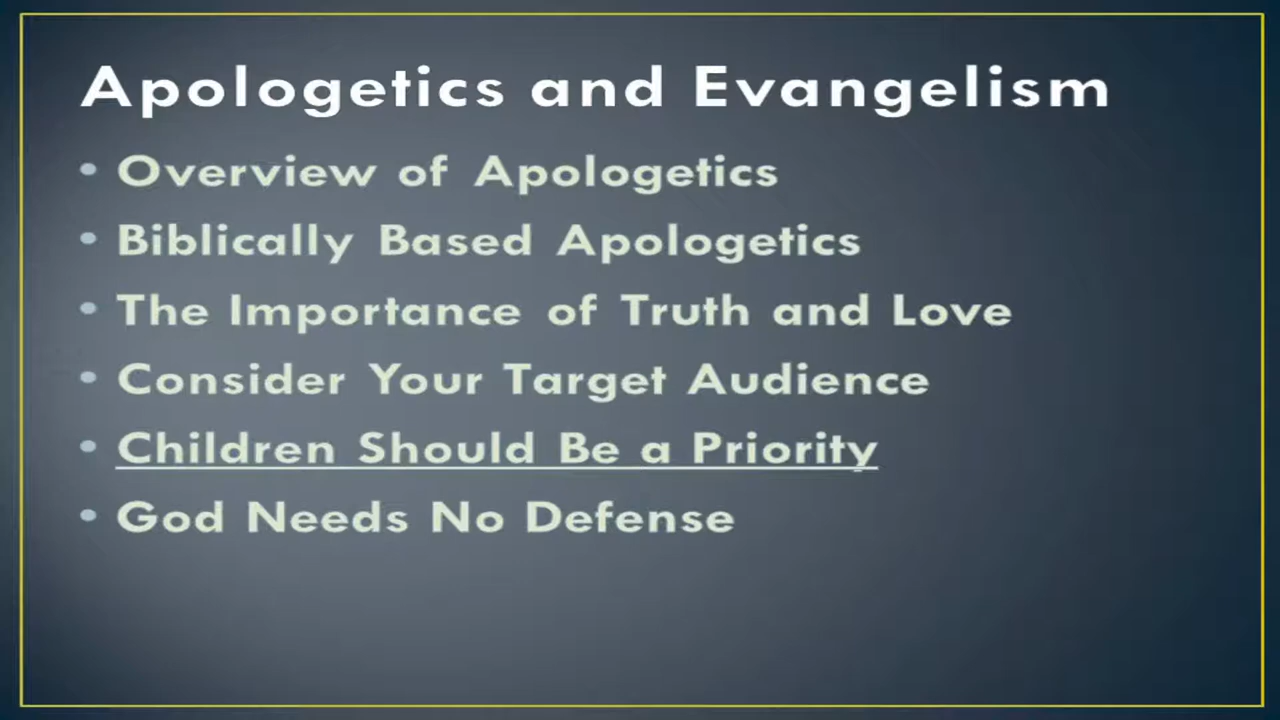 Apologetics and Evangelism
• Overview of Apologetics
• Biblically Based Apologetics
• The Importance of Truth and Love
• Consider Your Target Audience
• Children Should Be a Priority
• God Needs No Defense